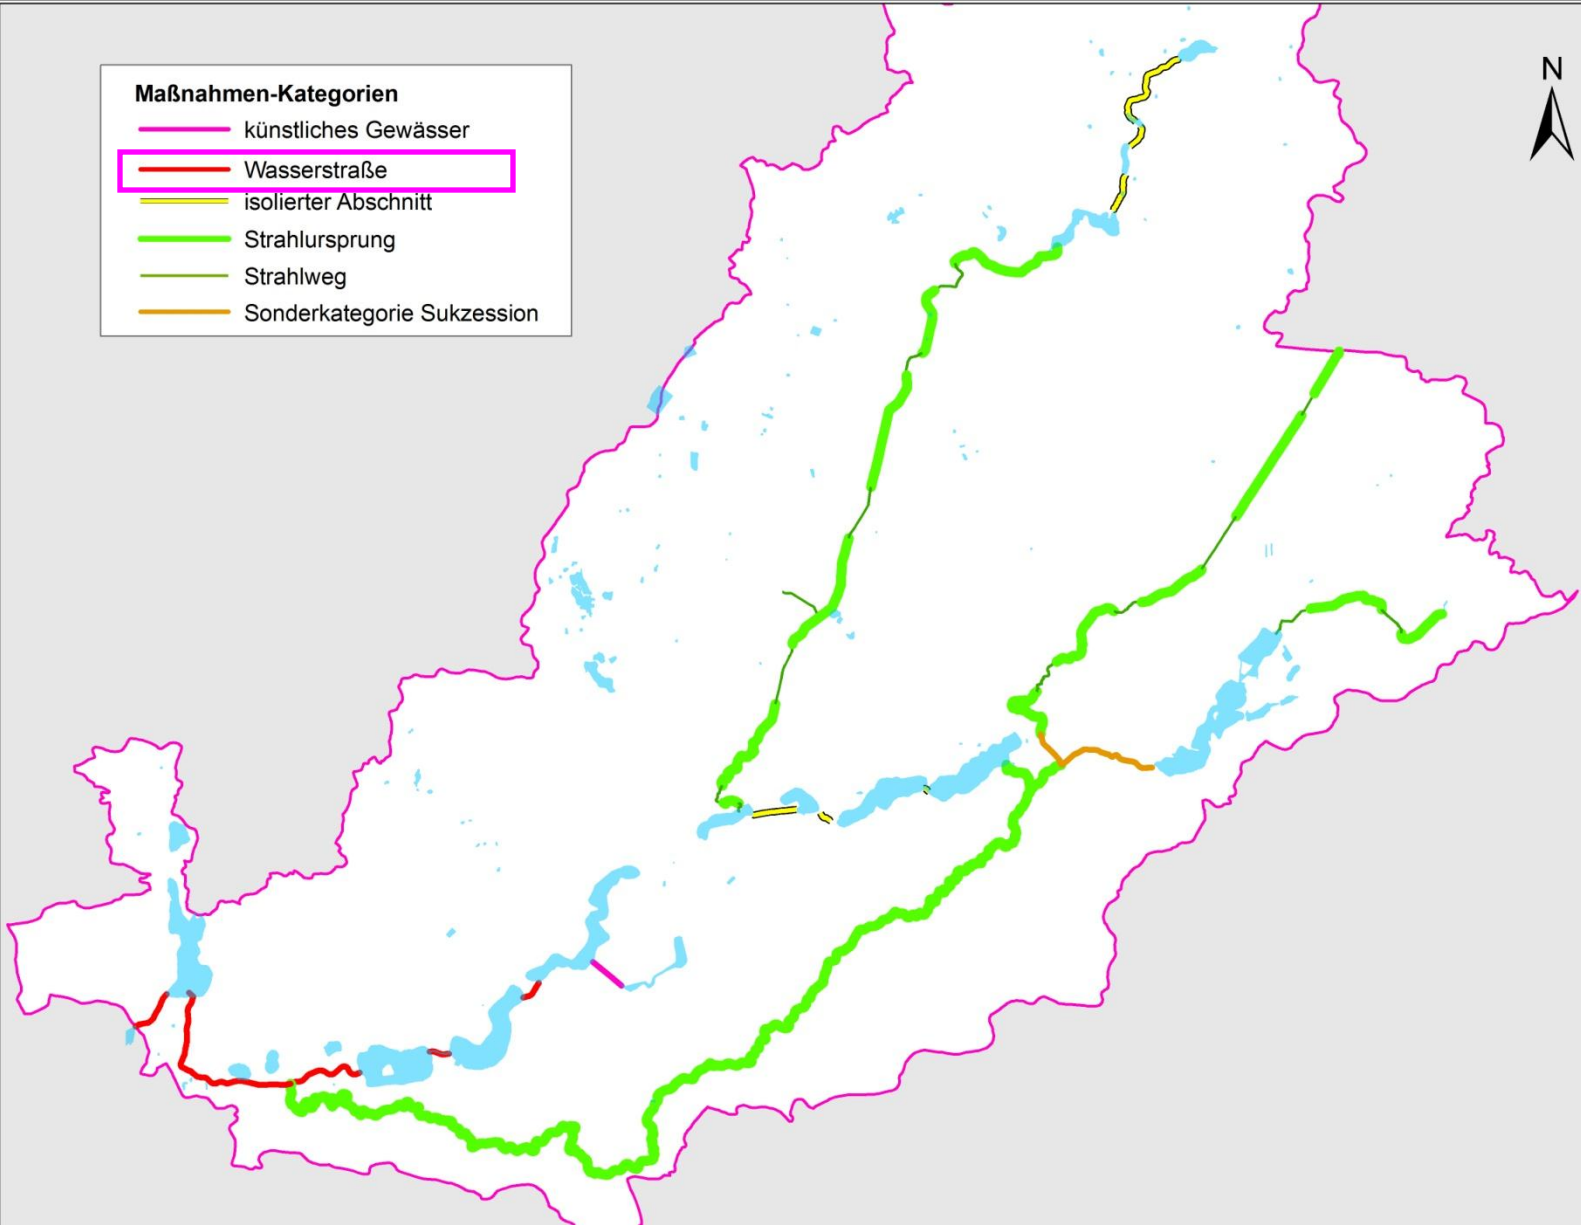 Maßnahmen-Kategorien
künstliches Gewässer
Wasserstraße
isolierter Abschnitt
Strahlursprung
Strahlweg
Sonderkategorie Sukzession
N